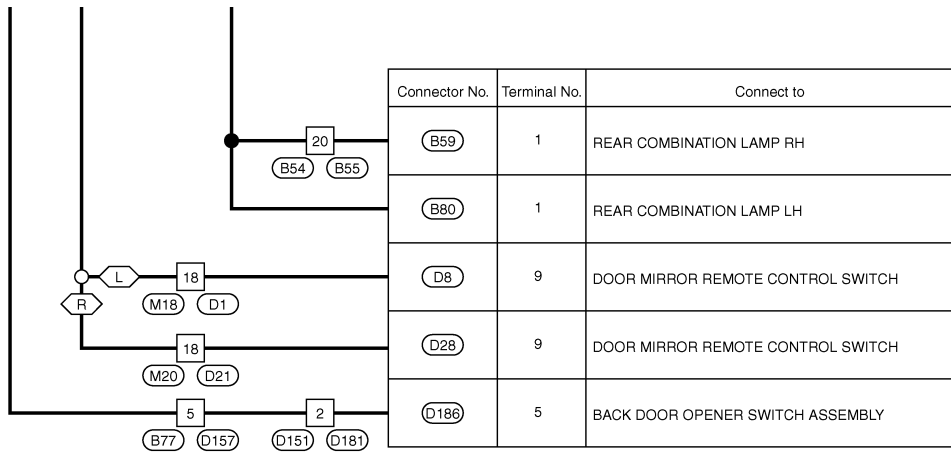 Connector No. Terminal No. Connect to
20 B59 1 REAR COMBINATION LAMP RH
B54 B55
B80 1 REAR COMBINATION LAMP LH
L 18 D8 9 DOOR MIRROR REMOTE CONTROL SWITCH
R M18 D1
18 D28 9 DOOR MIRROR REMOTE CONTROL SWITCH
M20 D21
5 2 D186 5 BACK DOOR OPENER SWITCH ASSEMBLY
B77 D157 D151 D181